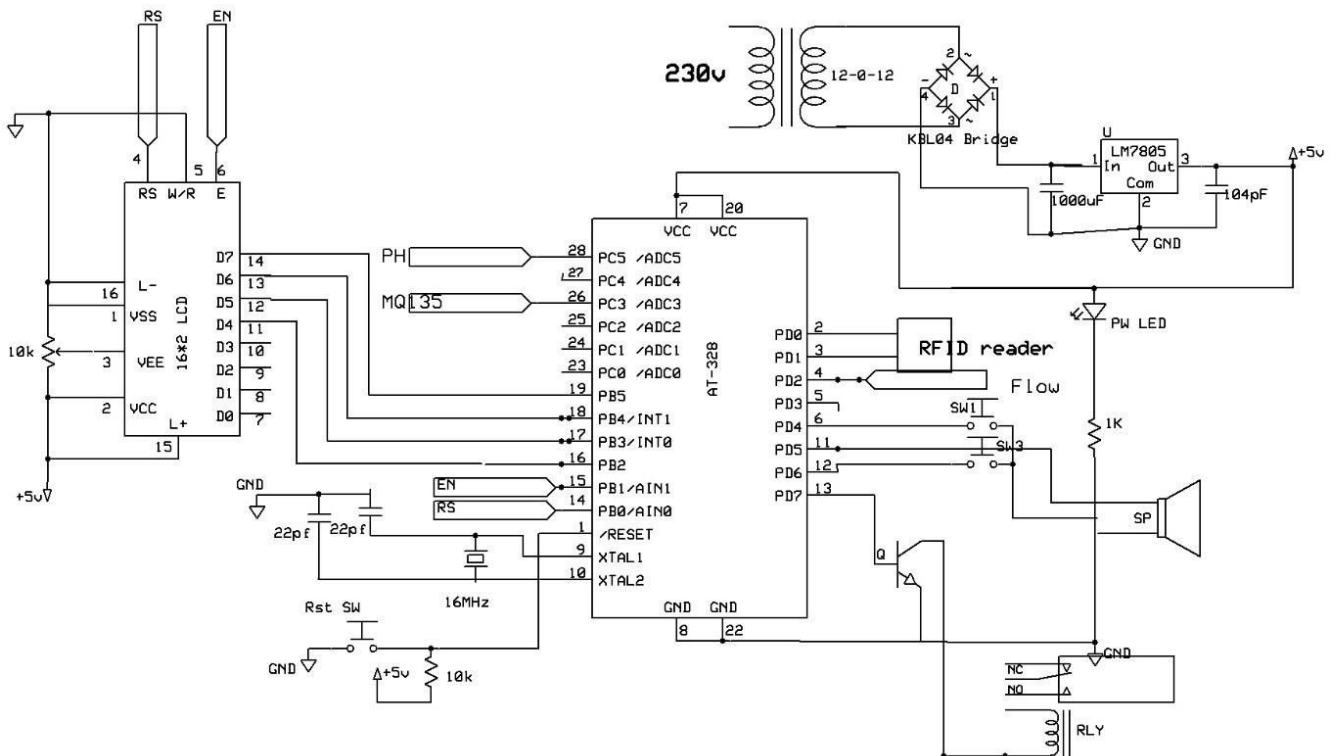 RS EN
230v
12-0-12
2 ~
- +
4 D 1
3 ~
KBL04 Bridge
U
LM7805
1 In Out 3
Com
2
+5v
1000uF
104pF
GND
4 5 6
RS W/R E
16*2 LCD
D7 14
D6 13
D5 12
D4 11
D3 10
D2 9
D1 8
D0 7
16 L-
1 VSS
10k
3 VEE
2 VCC
L+
15
+5v
7 20
VCC VCC
PH
MQ135
28 PC5 /ADC5
27 PC4 /ADC4
26 PC3 /ADC3
25 PC2 /ADC2
24 PC1 /ADC1
23 PC0 /ADC0
19 PB5
18 PB4/INT1
17 PB3/INT0
16 PB2
EN 15 PB1/AIN1
RS 14 PB0/AIN0
1 /RESET
9 XTAL1
10 XTAL2
AT-328
PD0 2
PD1 3
PD2 4
PD3 5
PD4 6
PD5 11
PD6 12
PD7 13
GND GND
8 22
RFID reader
Flow
SW1
SW3
PW LED
1K
SP
Q
GND
22pf 22pf
16MHz
Rst SW
GND
+5v
10k
GND
NC
NO
RLY